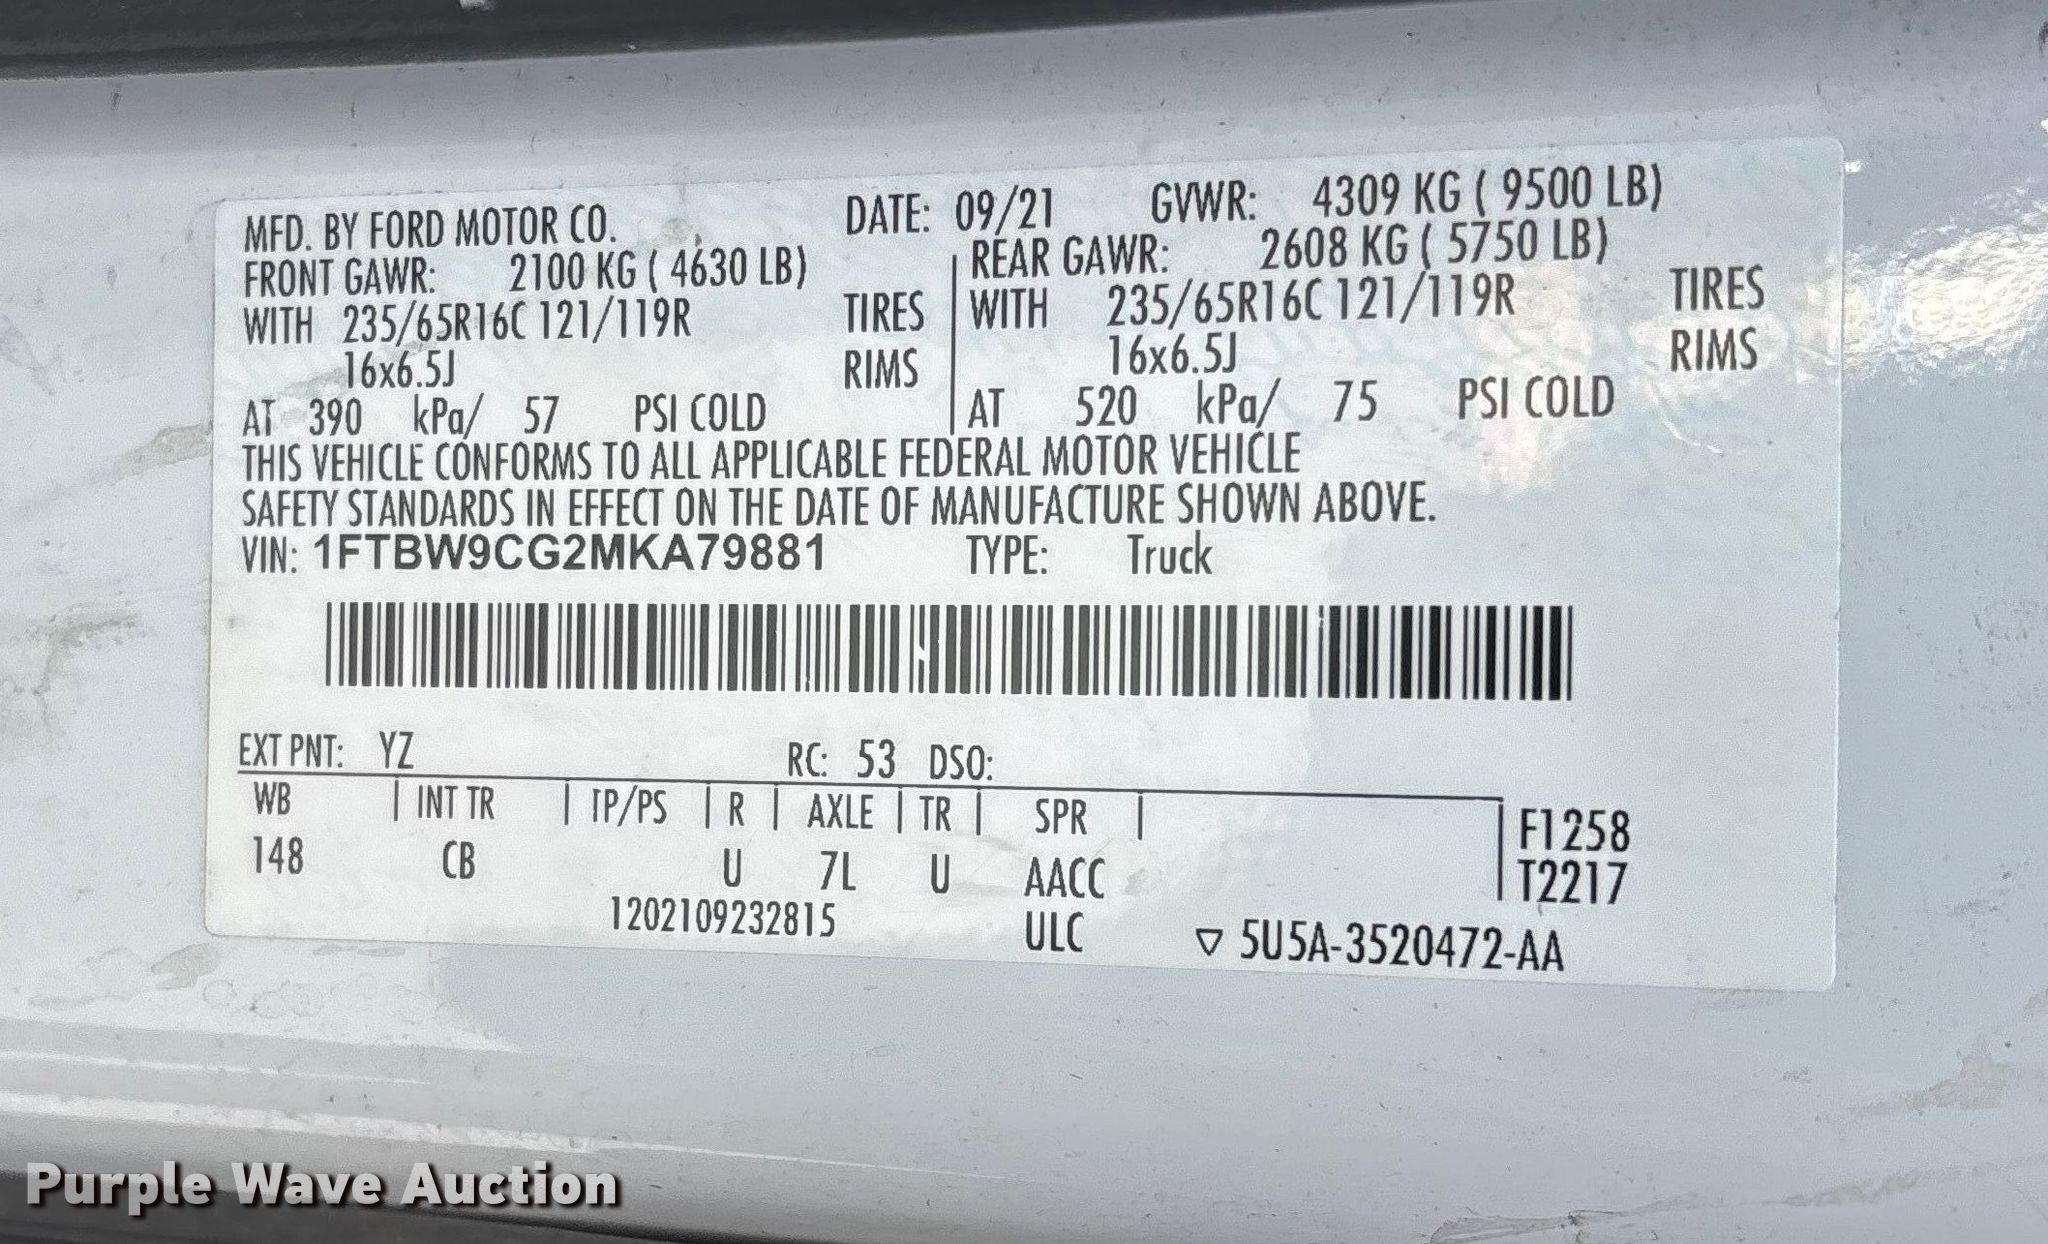 MFD. BY FORD MOTOR CO. DATE: 09/21 GVWR: 4309 KG ( 9500 LB)
FRONT GAWR: 2100 KG ( 4630 LB) REAR GAWR: 2608 KG ( 5750 LB)
WITH 235/65R16C 121/119R TIRES WITH 235/65R16C 121/119R TIRES
16x6.5J RIMS 16x6.5J RIMS
AT 390 kPa/ 57 PSI COLD AT 520 kPa/ 75 PSI COLD
THIS VEHICLE CONFORMS TO ALL APPLICABLE FEDERAL MOTOR VEHICLE
SAFETY STANDARDS IN EFFECT ON THE DATE OF MANUFACTURE SHOWN ABOVE.
VIN: 1FTBW9CG2MKA79881 TYPE: Truck
EXT PNT: YZ RC: 53 DSO:
WB | INT TR | TP/PS | R | AXLE | TR | SPR | F1258
148 CB U 7L U AACC T2217
1202109232815 ULC ▽ 5U5A-3520472-AA
Purple Wave Auction